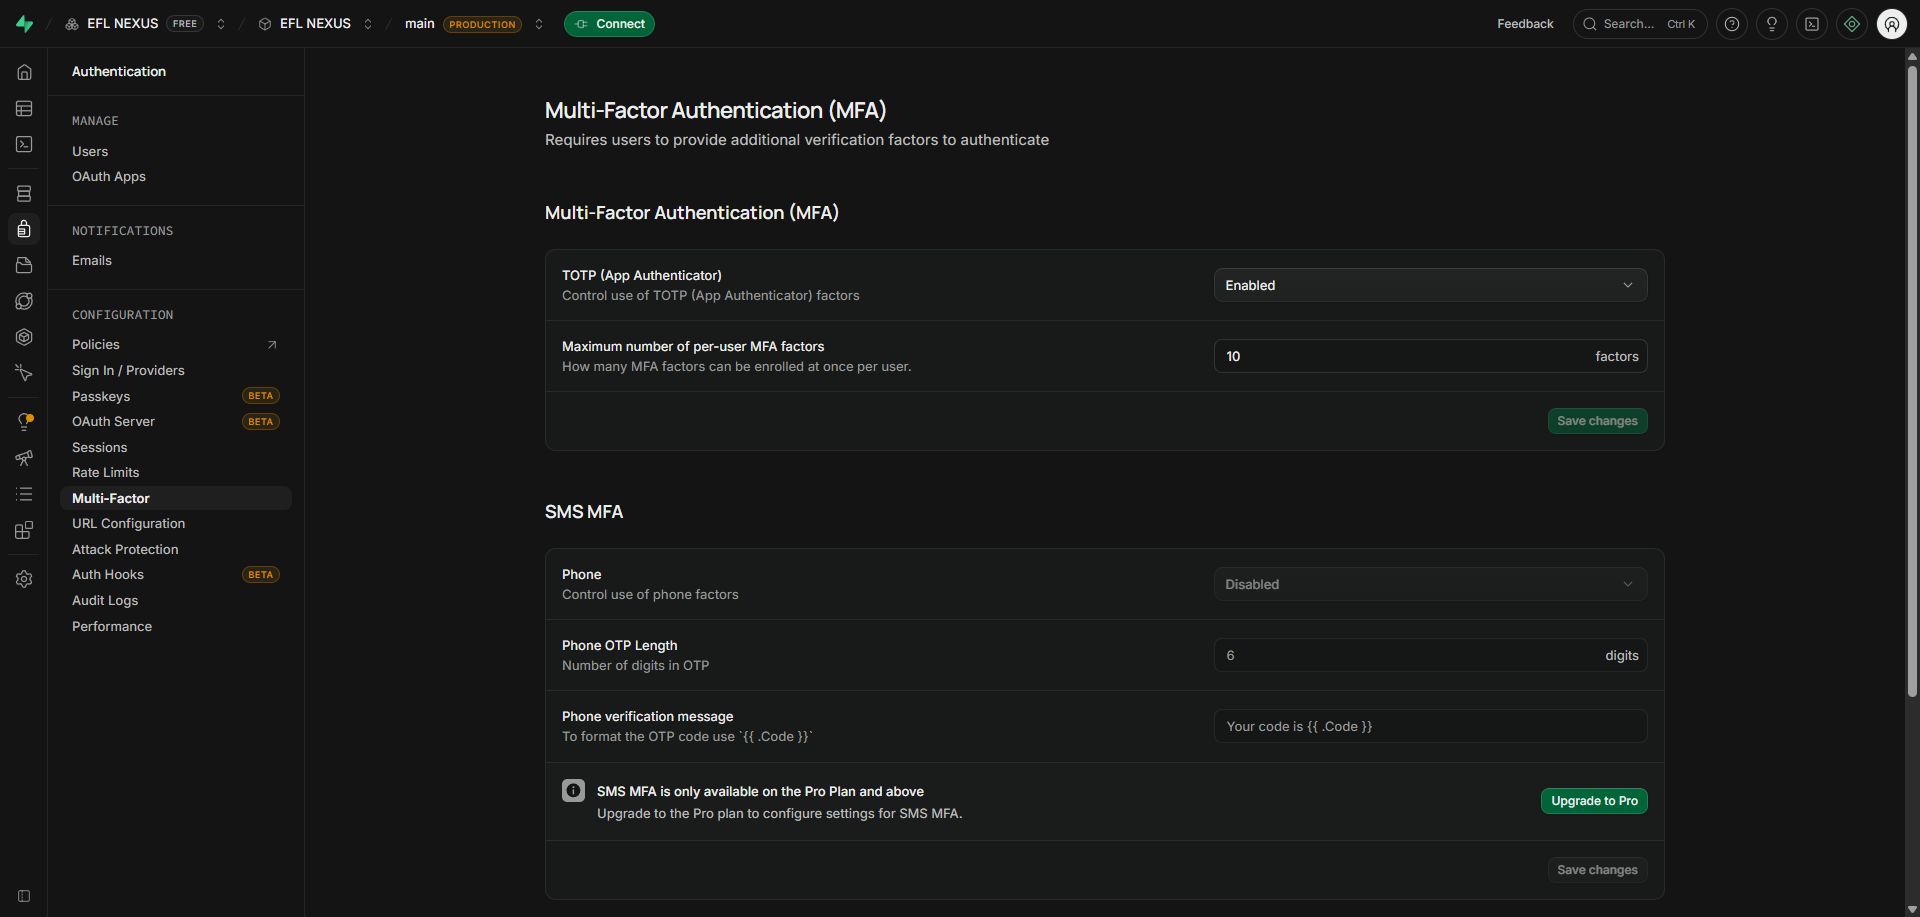 EFL NEXUS FREE EFL NEXUS main PRODUCTION Connect Feedback Search... Ctrl K
Authentication
MANAGE
Users
OAuth Apps
NOTIFICATIONS
Emails
CONFIGURATION
Policies
Sign In / Providers
Passkeys BETA
OAuth Server BETA
Sessions
Rate Limits
Multi-Factor
URL Configuration
Attack Protection
Auth Hooks BETA
Audit Logs
Performance
Multi-Factor Authentication (MFA)
Requires users to provide additional verification factors to authenticate
Multi-Factor Authentication (MFA)
TOTP (App Authenticator)
Control use of TOTP (App Authenticator) factors
Enabled
Maximum number of per-user MFA factors
How many MFA factors can be enrolled at once per user.
10 factors
Save changes
SMS MFA
Phone
Control use of phone factors
Disabled
Phone OTP Length
Number of digits in OTP
6 digits
Phone verification message
To format the OTP code use `{{ .Code }}`
Your code is {{ .Code }}
SMS MFA is only available on the Pro Plan and above
Upgrade to the Pro plan to configure settings for SMS MFA.
Upgrade to Pro
Save changes